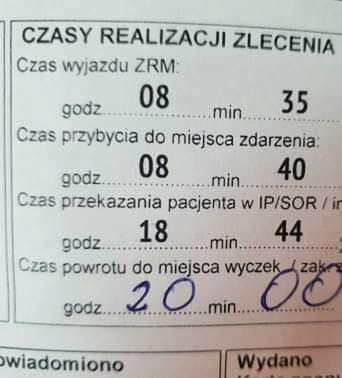 CZASY REALIZACJI ZLECENIA
Czas wyjazdu ZRM:
godz. 08 min. 35
Czas przybycia do miejsca zdarzenia:
godz. 08 min. 40
Czas przekazania pacjenta w IP/SOR /
godz. 18 min. 44
Czas powrotu do miejsca wyczek. / zak.
godz. 20 min. 00
owiadomiono
Wydano